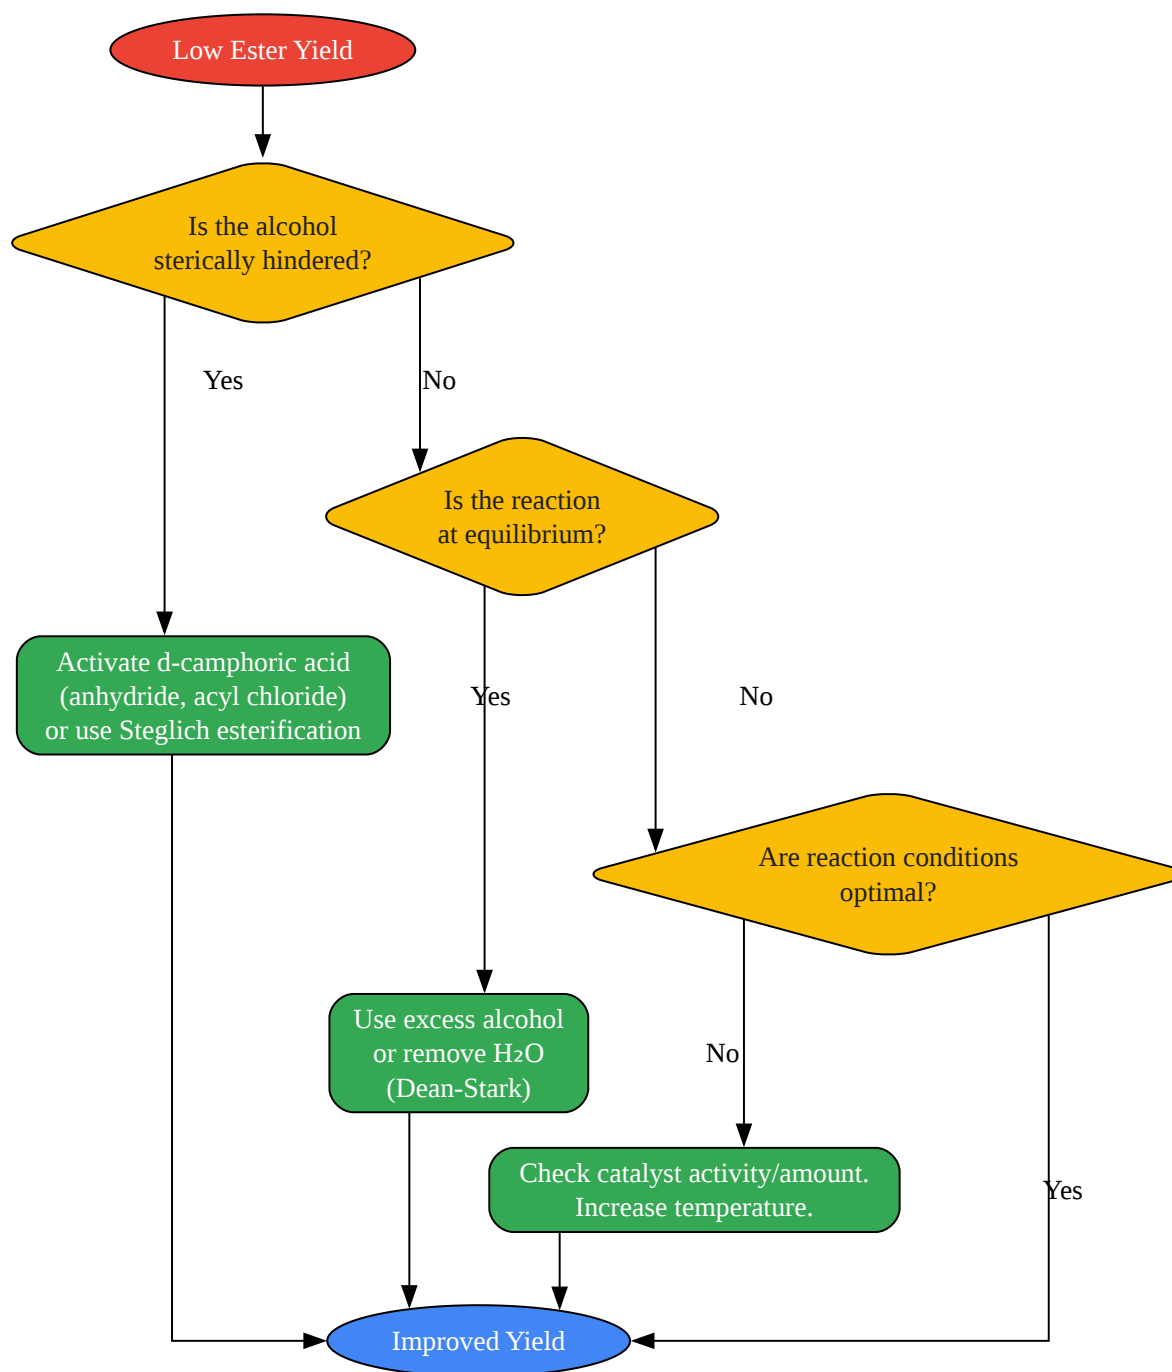 Low Ester Yield
Is the alcohol
sterically hindered?
Yes
No
Is the reaction
at equilibrium?
Activate d-camphoric acid
(anhydride, acyl chloride)
or use Steglich esterification
Yes
No
Are reaction conditions
optimal?
Use excess alcohol
or remove H₂O
(Dean-Stark)
No
Check catalyst activity/amount.
Increase temperature.
Yes
Improved Yield